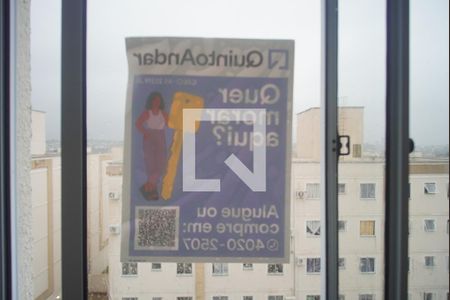 QuintoAndar
Quer
morar
aqui?
Alugue ou
compre em:
4020-2507